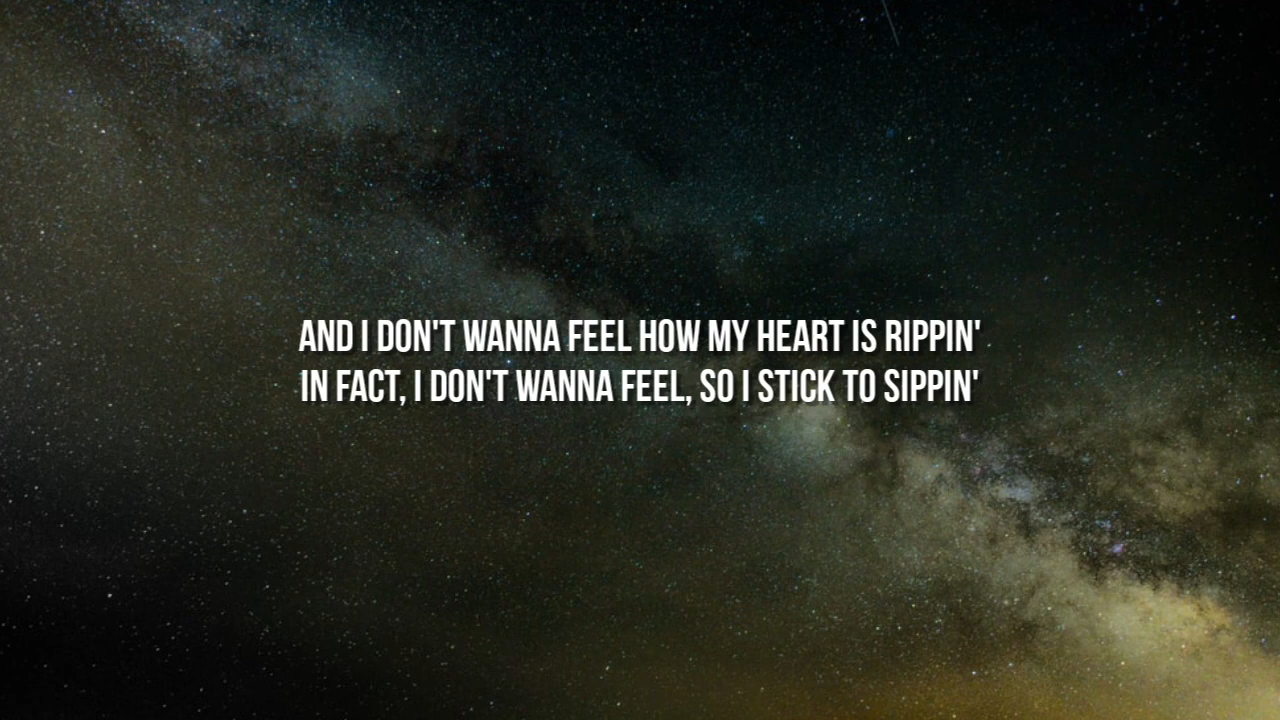 AND I DON'T WANNA FEEL HOW MY HEART IS RIPPIN'
IN FACT, I DON'T WANNA FEEL, SO I STICK TO SIPPIN'